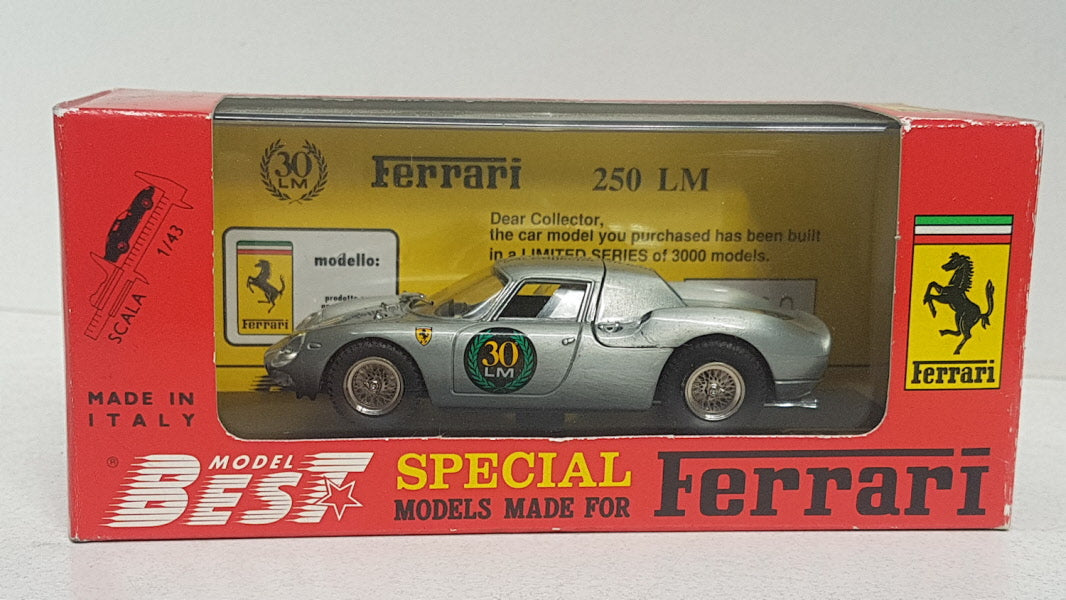 30
LM
Ferrari 250 LM
Dear Collector,
the car model you purchased has been built
in a LIMITED SERIES of 3000 models.
modello:
Ferrari
30
LM
SCALA 1/43
MADE IN
ITALY
Ferrari
®
MODEL
BEST
SPECIAL
MODELS MADE FOR
Ferrari